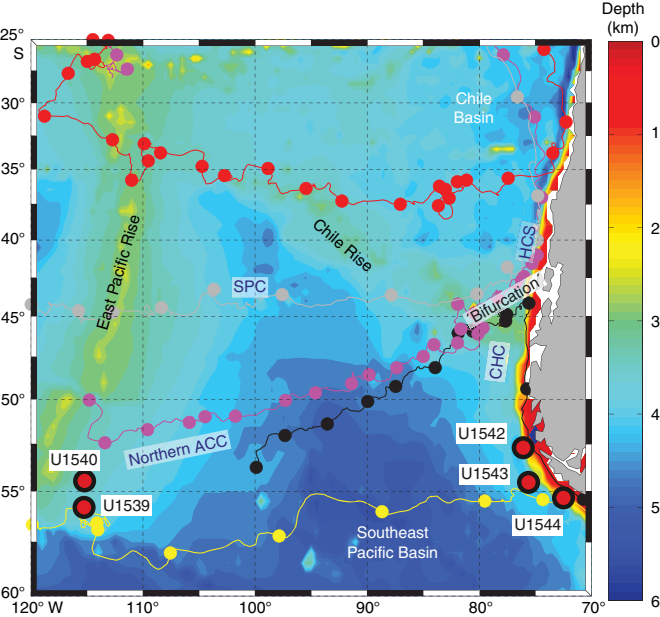 Depth
(km)
25°
S
30°
35°
40°
45°
50°
55°
60°
120° W
110°
100°
90°
80°
70°
0
1
2
3
4
5
6
Chile
Basin
East Pacific Rise
Chile Rise
HCS
SPC
Bifurcation
CHC
Northern ACC
U1542
U1540
U1543
U1539
U1544
Southeast
Pacific Basin